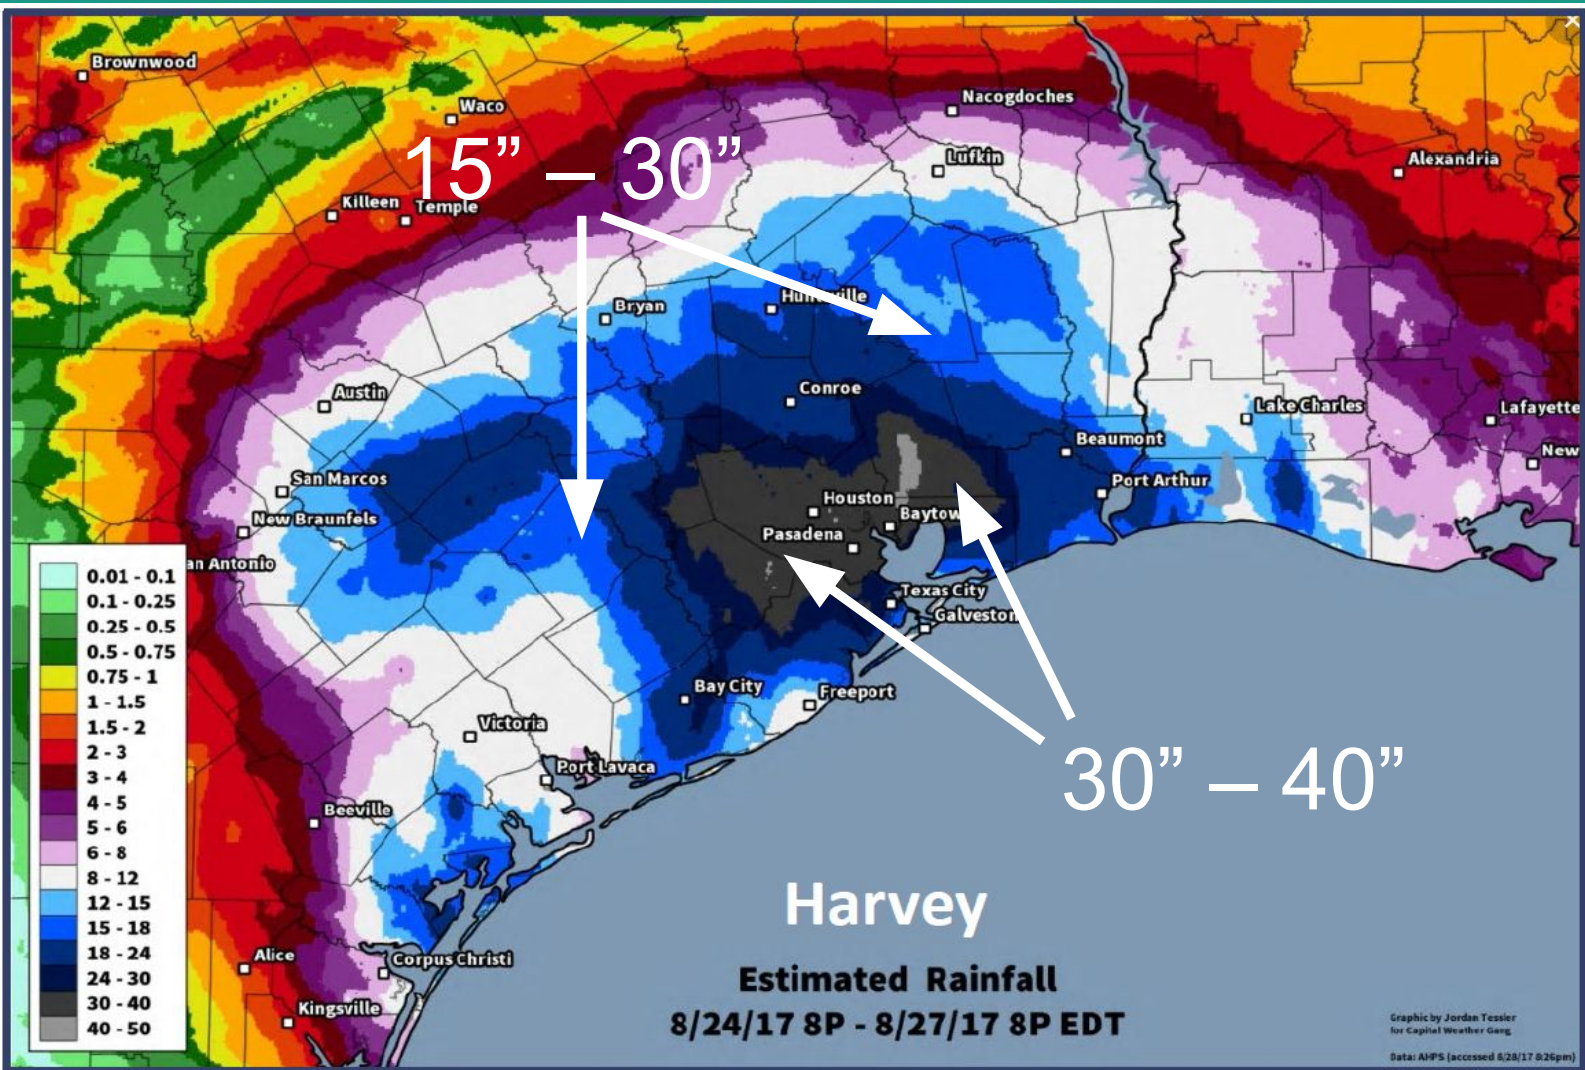 Brownwood
Waco
Nacogdoches
15” – 30”
Lufkin
Alexandria
Killeen
Temple
Bryan
Huntsville
Austin
Conroe
Lake Charles
Lafayette
Beaumont
New
San Marcos
Port Arthur
Houston
New Braunfels
Baytown
Pasadena
an Antonio
Texas City
Galveston
Bay City
Freeport
Victoria
Port Lavaca
30” – 40”
Beeville
0.01 - 0.1
0.1 - 0.25
0.25 - 0.5
0.5 - 0.75
0.75 - 1
1 - 1.5
1.5 - 2
2 - 3
3 - 4
4 - 5
5 - 6
6 - 8
8 - 12
12 - 15
15 - 18
18 - 24
24 - 30
30 - 40
40 - 50
Harvey
Alice
Corpus Christi
Kingsville
Estimated Rainfall
8/24/17 8P - 8/27/17 8P EDT
Graphic by Jordan Tessier
for Capital Weather Gang
Data: AHPS (accessed 8/28/17 8:26pm)